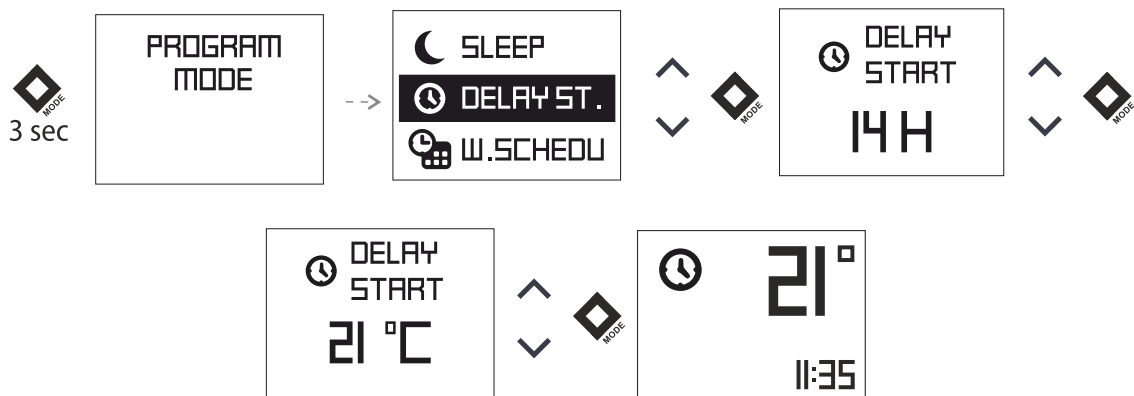 MODE
3 sec
PROGRAM
MODE
-->
SLEEP
DELAY ST.
W.SCHEDU
MODE
DELAY
START
14 H
MODE
DELAY
START
21 °C
MODE
21°
11:35